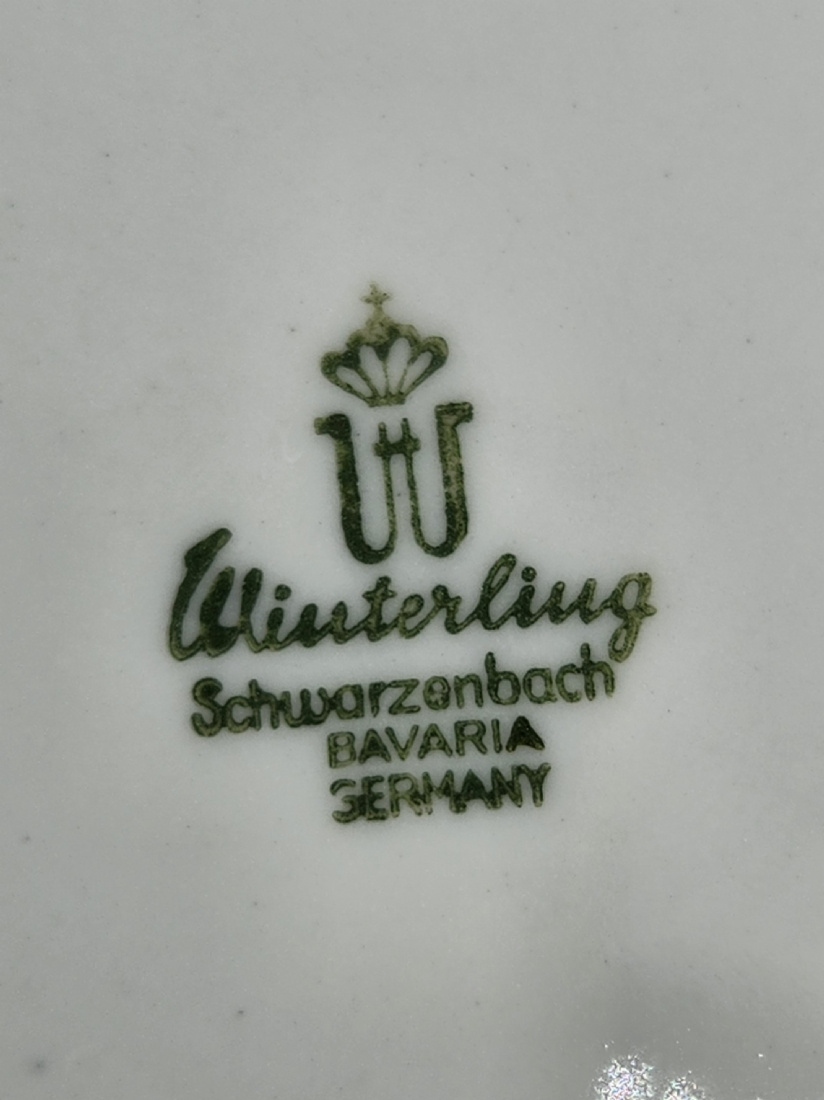 W
Winterling
Schwarzenbach
BAVARIA
GERMANY